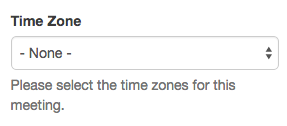 Time Zone
- None -
Please select the time zones for this
meeting.